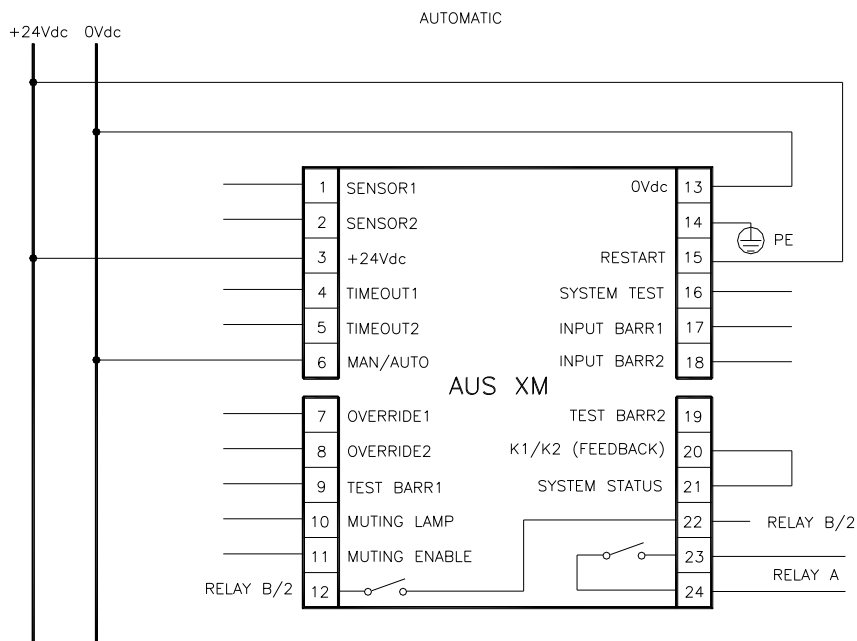 AUTOMATIC
+24Vdc 0Vdc
1 SENSOR1 0Vdc 13
2 SENSOR2 14 PE
3 +24Vdc RESTART 15
4 TIMEOUT1 SYSTEM TEST 16
5 TIMEOUT2 INPUT BARR1 17
6 MAN/AUTO INPUT BARR2 18
AUS XM
7 OVERRIDE1 TEST BARR2 19
8 OVERRIDE2 K1/K2 (FEEDBACK) 20
9 TEST BARR1 SYSTEM STATUS 21
10 MUTING LAMP 22 RELAY B/2
11 MUTING ENABLE 23
RELAY A
RELAY B/2 12 24